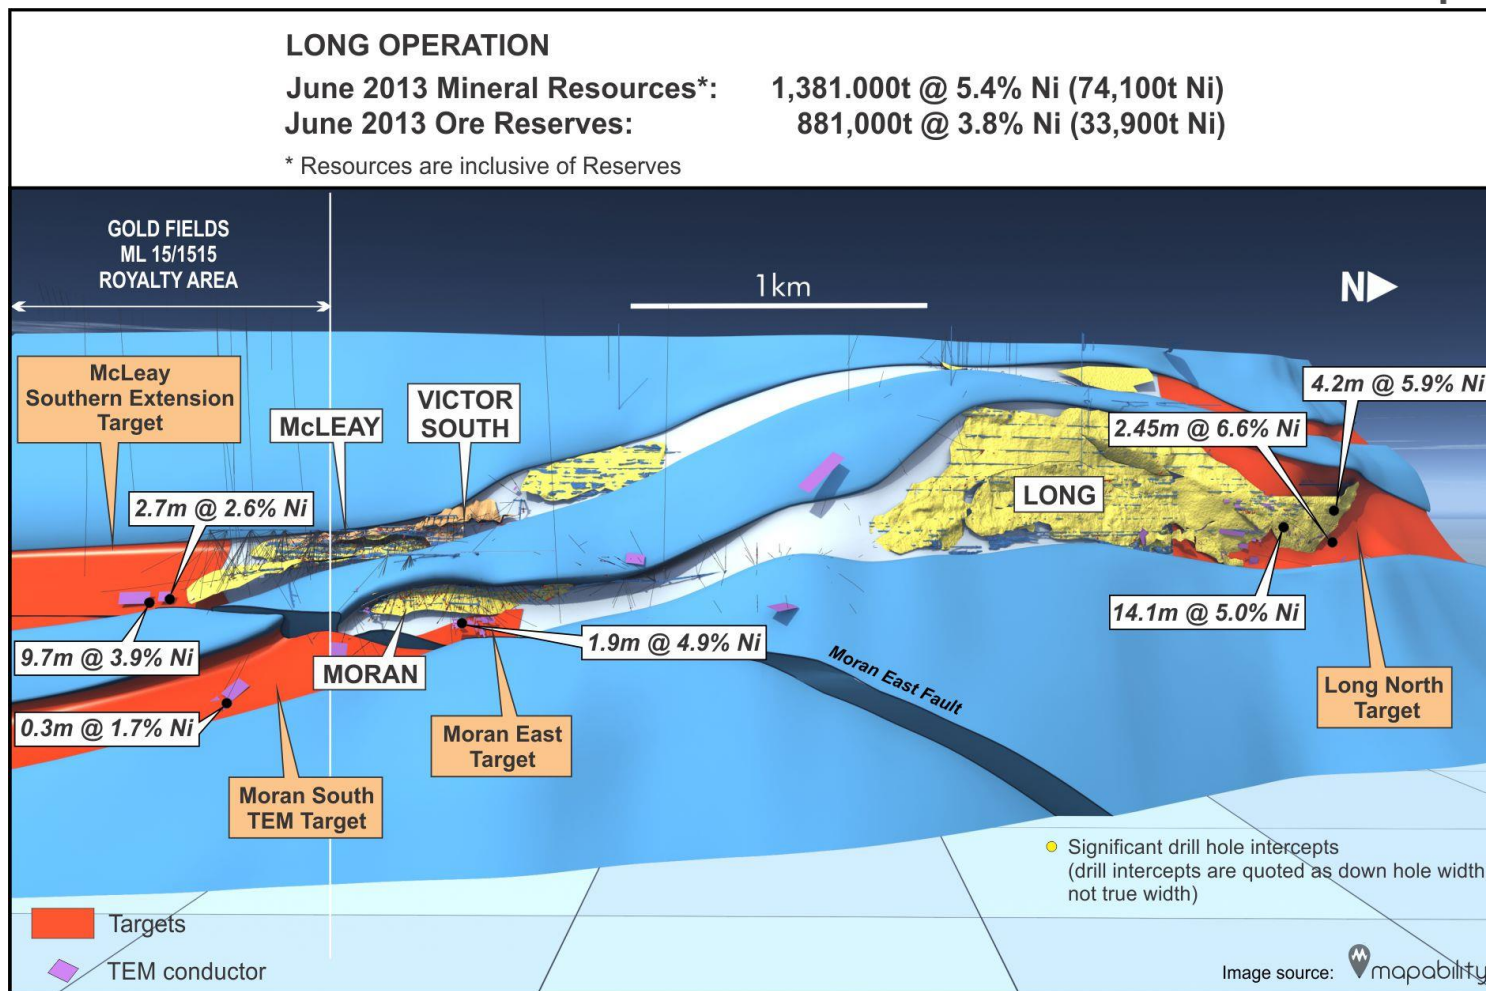 LONG OPERATION
June 2013 Mineral Resources*: 1,381.000t @ 5.4% Ni (74,100t Ni)
June 2013 Ore Reserves: 881,000t @ 3.8% Ni (33,900t Ni)
* Resources are inclusive of Reserves
GOLD FIELDS
ML 15/1515
ROYALTY AREA
1km
N
McLeay
Southern Extension
Target
McLEAY
VICTOR
SOUTH
4.2m @ 5.9% Ni
2.45m @ 6.6% Ni
LONG
2.7m @ 2.6% Ni
14.1m @ 5.0% Ni
9.7m @ 3.9% Ni
1.9m @ 4.9% Ni
MORAN
Moran East Fault
Long North
Target
0.3m @ 1.7% Ni
Moran East
Target
Moran South
TEM Target
Significant drill hole intercepts
(drill intercepts are quoted as down hole width
not true width)
Targets
TEM conductor
Image source: mapability